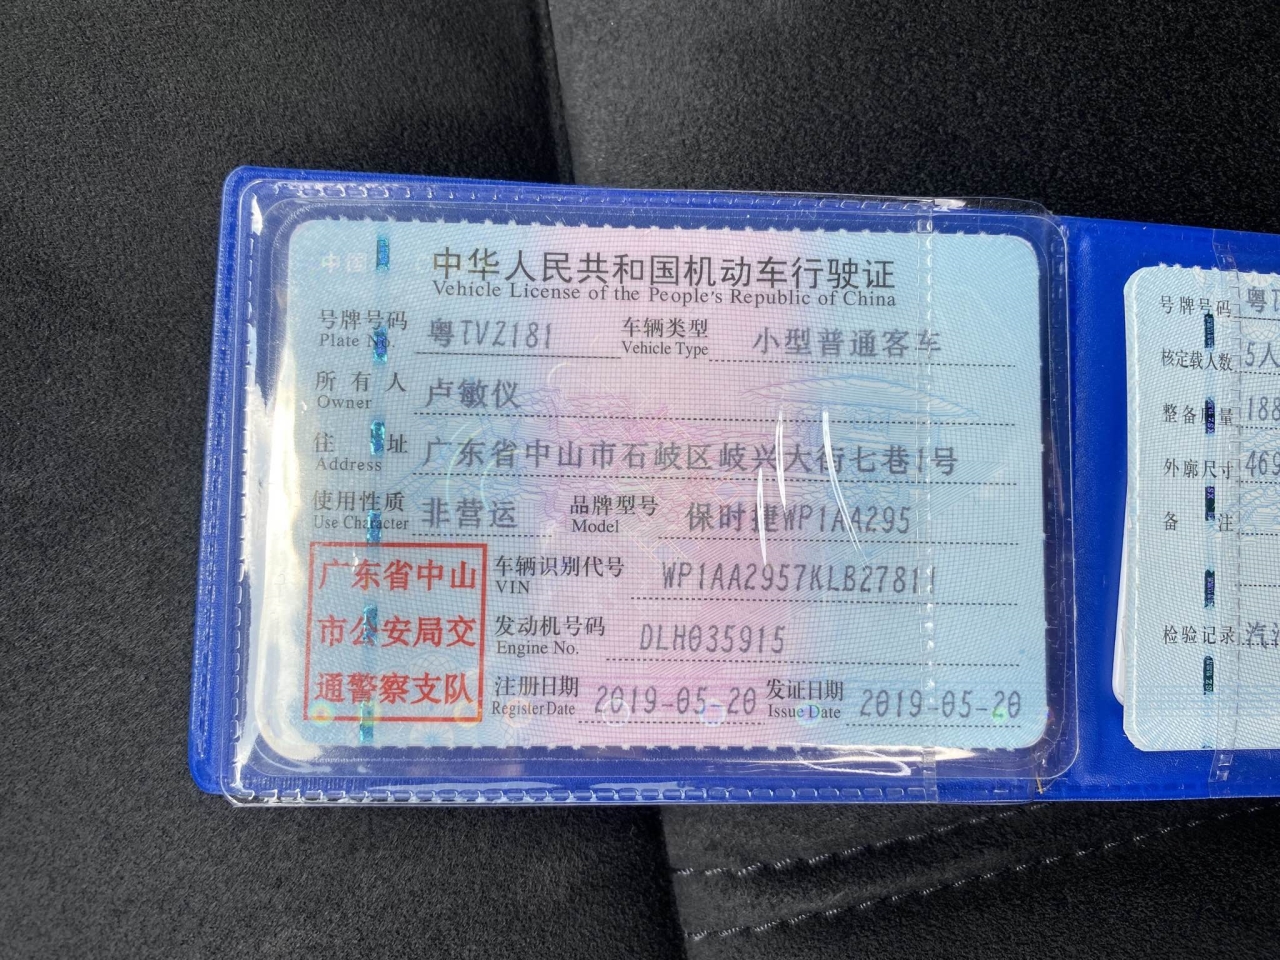 中国
中华人民共和国机动车行驶证
Vehicle License of the People's Republic of China
号牌号码 粤TVZ181 车辆类型 小型普通客车
Plate No. Vehicle Type
所有人 卢敏仪
Owner
住址 广东省中山市石岐区岐兴大街七巷1号
Address
使用性质 非营运 品牌型号 保时捷WP1AA295
Use Character Model
广东省中山
市公安局交
通警察支队
车辆识别代号 WP1AA2957KLB27811
VIN
发动机号码 DLH035915
Engine No.
注册日期 2019-05-20 发证日期 2019-05-20
Register Date Issue Date
号牌号码 粤T
核定载人数 5人
整备质量 188
外廓尺寸 469
备注
检验记录